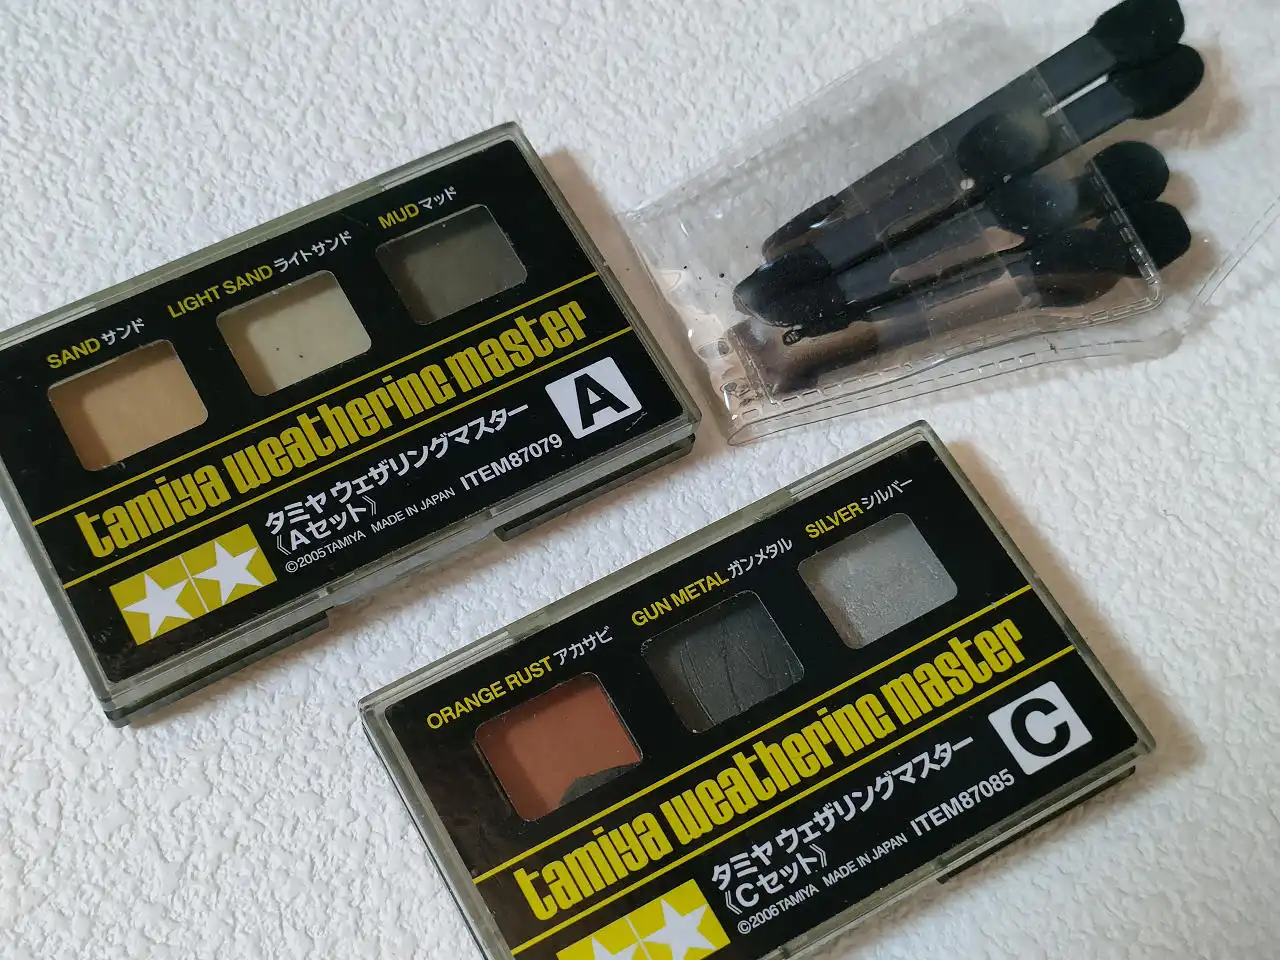 SAND サンド
LIGHT SAND ライトサンド
MUD マッド
tamiya weathering master
タミヤ ウェザリングマスター
《Aセット》
A
©2005 TAMIYA MADE IN JAPAN ITEM87079
ORANGE RUST アカサビ
GUN METAL ガンメタル
SILVER シルバー
tamiya weathering master
タミヤ ウェザリングマスター
《Cセット》
C
©2006 TAMIYA MADE IN JAPAN ITEM87085